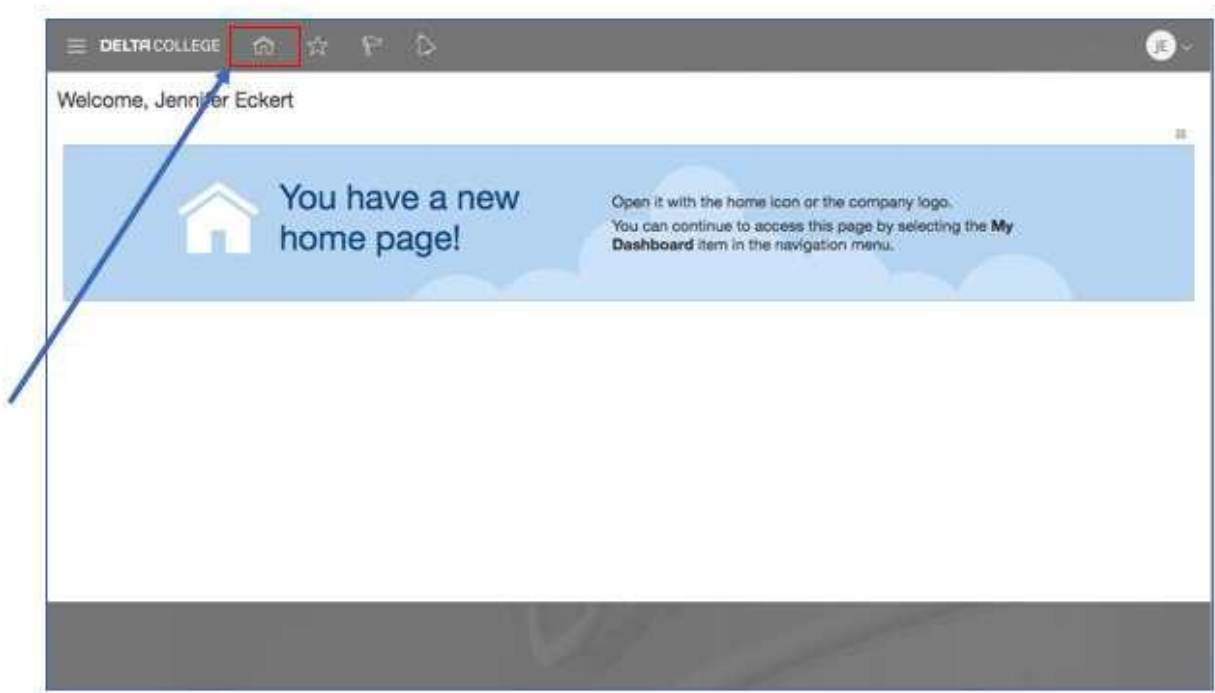 DELTA COLLEGE
JE
Welcome, Jennifer Eckert
You have a new
home page!
Open it with the home icon or the company logo.
You can continue to access this page by selecting the My
Dashboard item in the navigation menu.